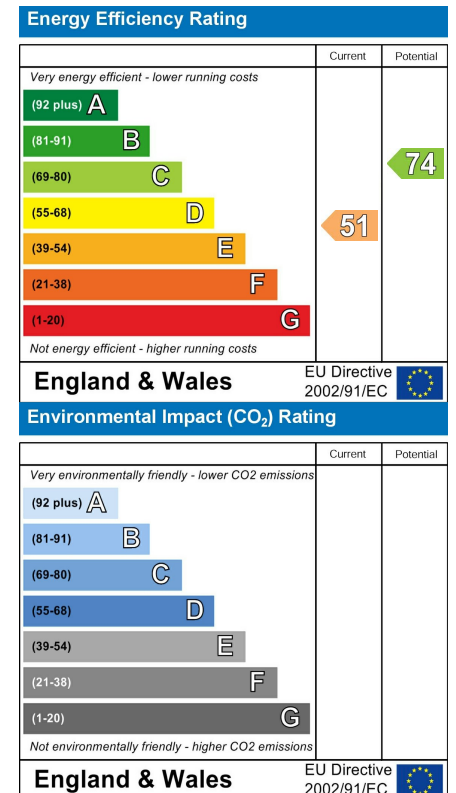 Energy Efficiency Rating
Current Potential
Very energy efficient - lower running costs
(92 plus) A
(81-91) B
(69-80) C
(55-68) D
(39-54) E
(21-38) F
(1-20) G
51
74
Not energy efficient - higher running costs
England & Wales
EU Directive
2002/91/EC
Environmental Impact (CO₂) Rating
Current Potential
Very environmentally friendly - lower CO2 emissions
(92 plus) A
(81-91) B
(69-80) C
(55-68) D
(39-54) E
(21-38) F
(1-20) G
Not environmentally friendly - higher CO2 emissions
England & Wales
EU Directive
2002/91/EC